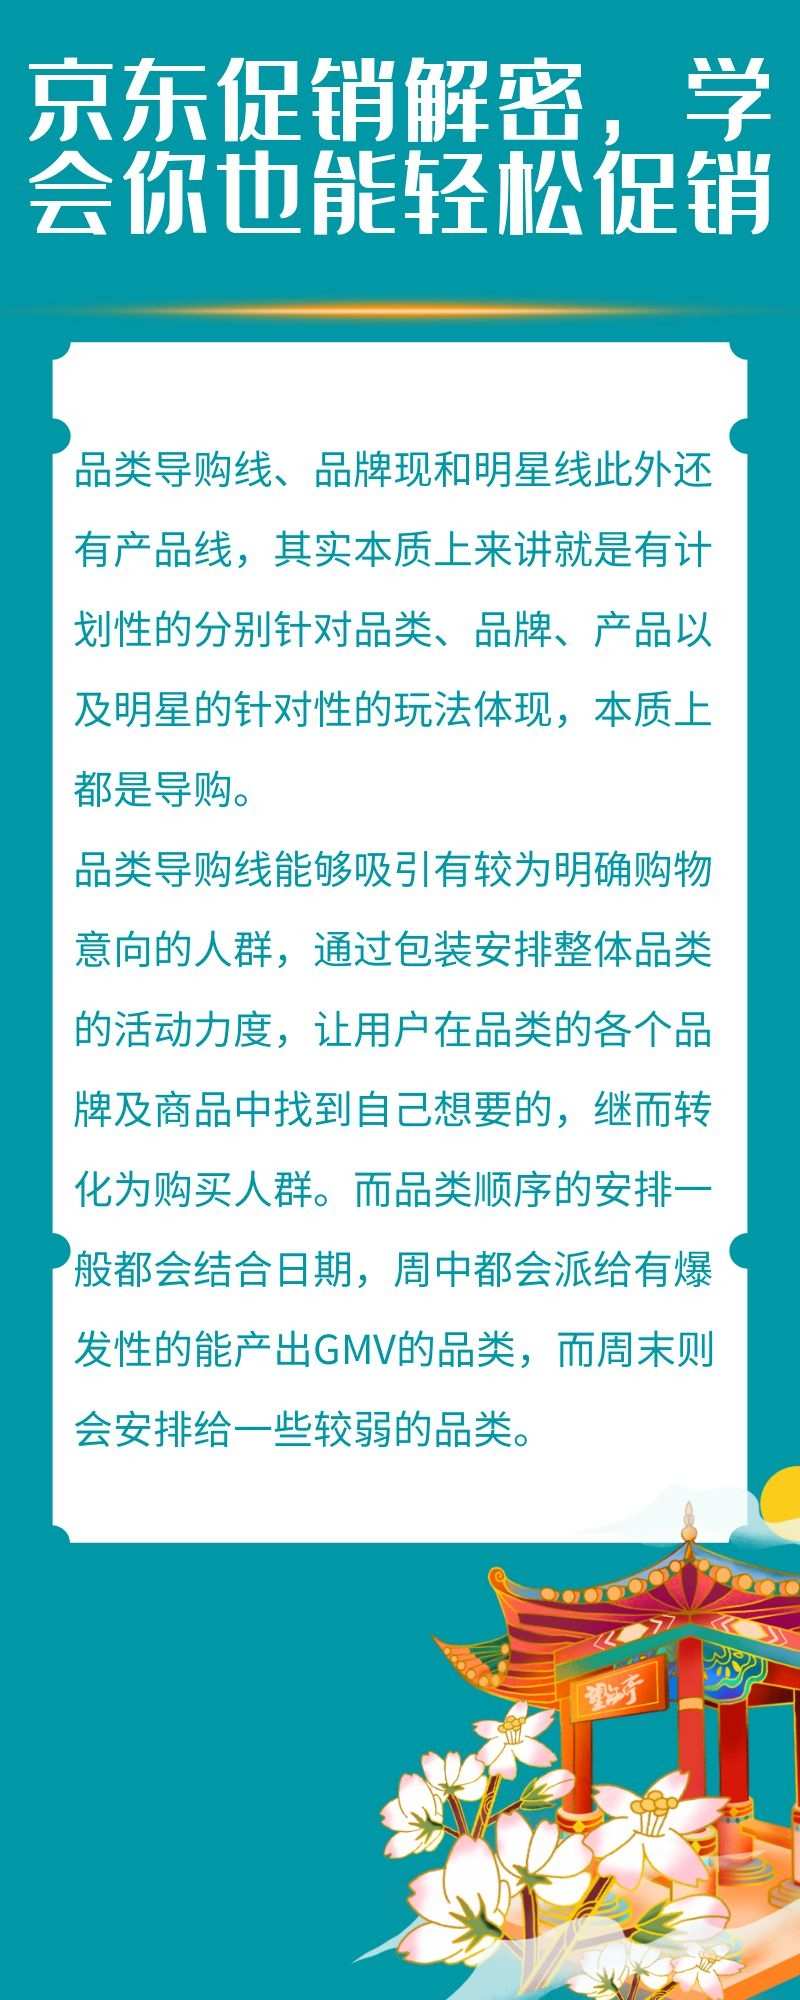 京东促销解密，学
会你也能轻松促销
品类导购线、品牌现和明星线此外还
有产品线，其实本质上来讲就是有计
划性的分别针对品类、品牌、产品以
及明星的针对性的玩法体现，本质上
都是导购。
品类导购线能够吸引有较为明确购物
意向的人群，通过包装安排整体品类
的活动力度，让用户在品类的各个品
牌及商品中找到自己想要的，继而转
化为购买人群。而品类顺序的安排一
般都会结合日期，周中都会派给有爆
发性的能产出GMV的品类，而周末则
会安排给一些较弱的品类。